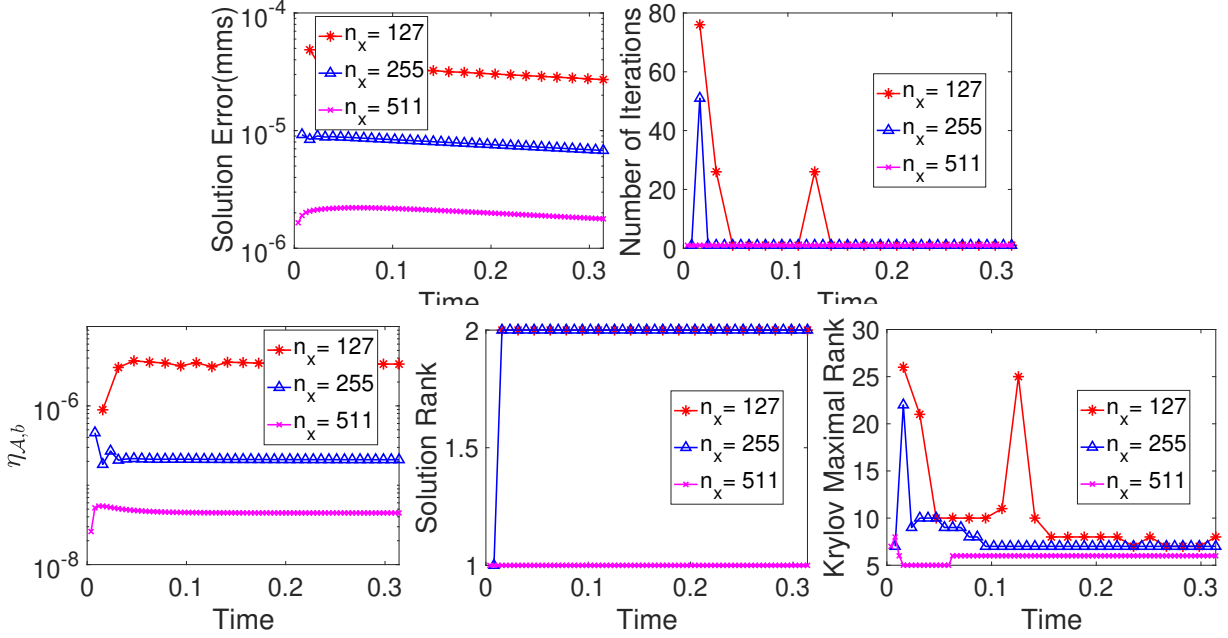 Solution Error(mms)
10^-4
10^-5
10^-6
n_x = 127
n_x = 255
n_x = 511
0
0.1
0.2
0.3
Time
Number of Iterations
80
60
40
20
0
n_x = 127
n_x = 255
n_x = 511
0
0.1
0.2
0.3
Time
η_{A,b}
10^-6
10^-8
n_x = 127
n_x = 255
n_x = 511
0
0.1
0.2
0.3
Time
Solution Rank
2
1.5
1
n_x = 127
n_x = 255
n_x = 511
0
0.1
0.2
0.3
Time
Krylov Maximal Rank
30
25
20
15
10
5
n_x = 127
n_x = 255
n_x = 511
0
0.1
0.2
0.3
Time